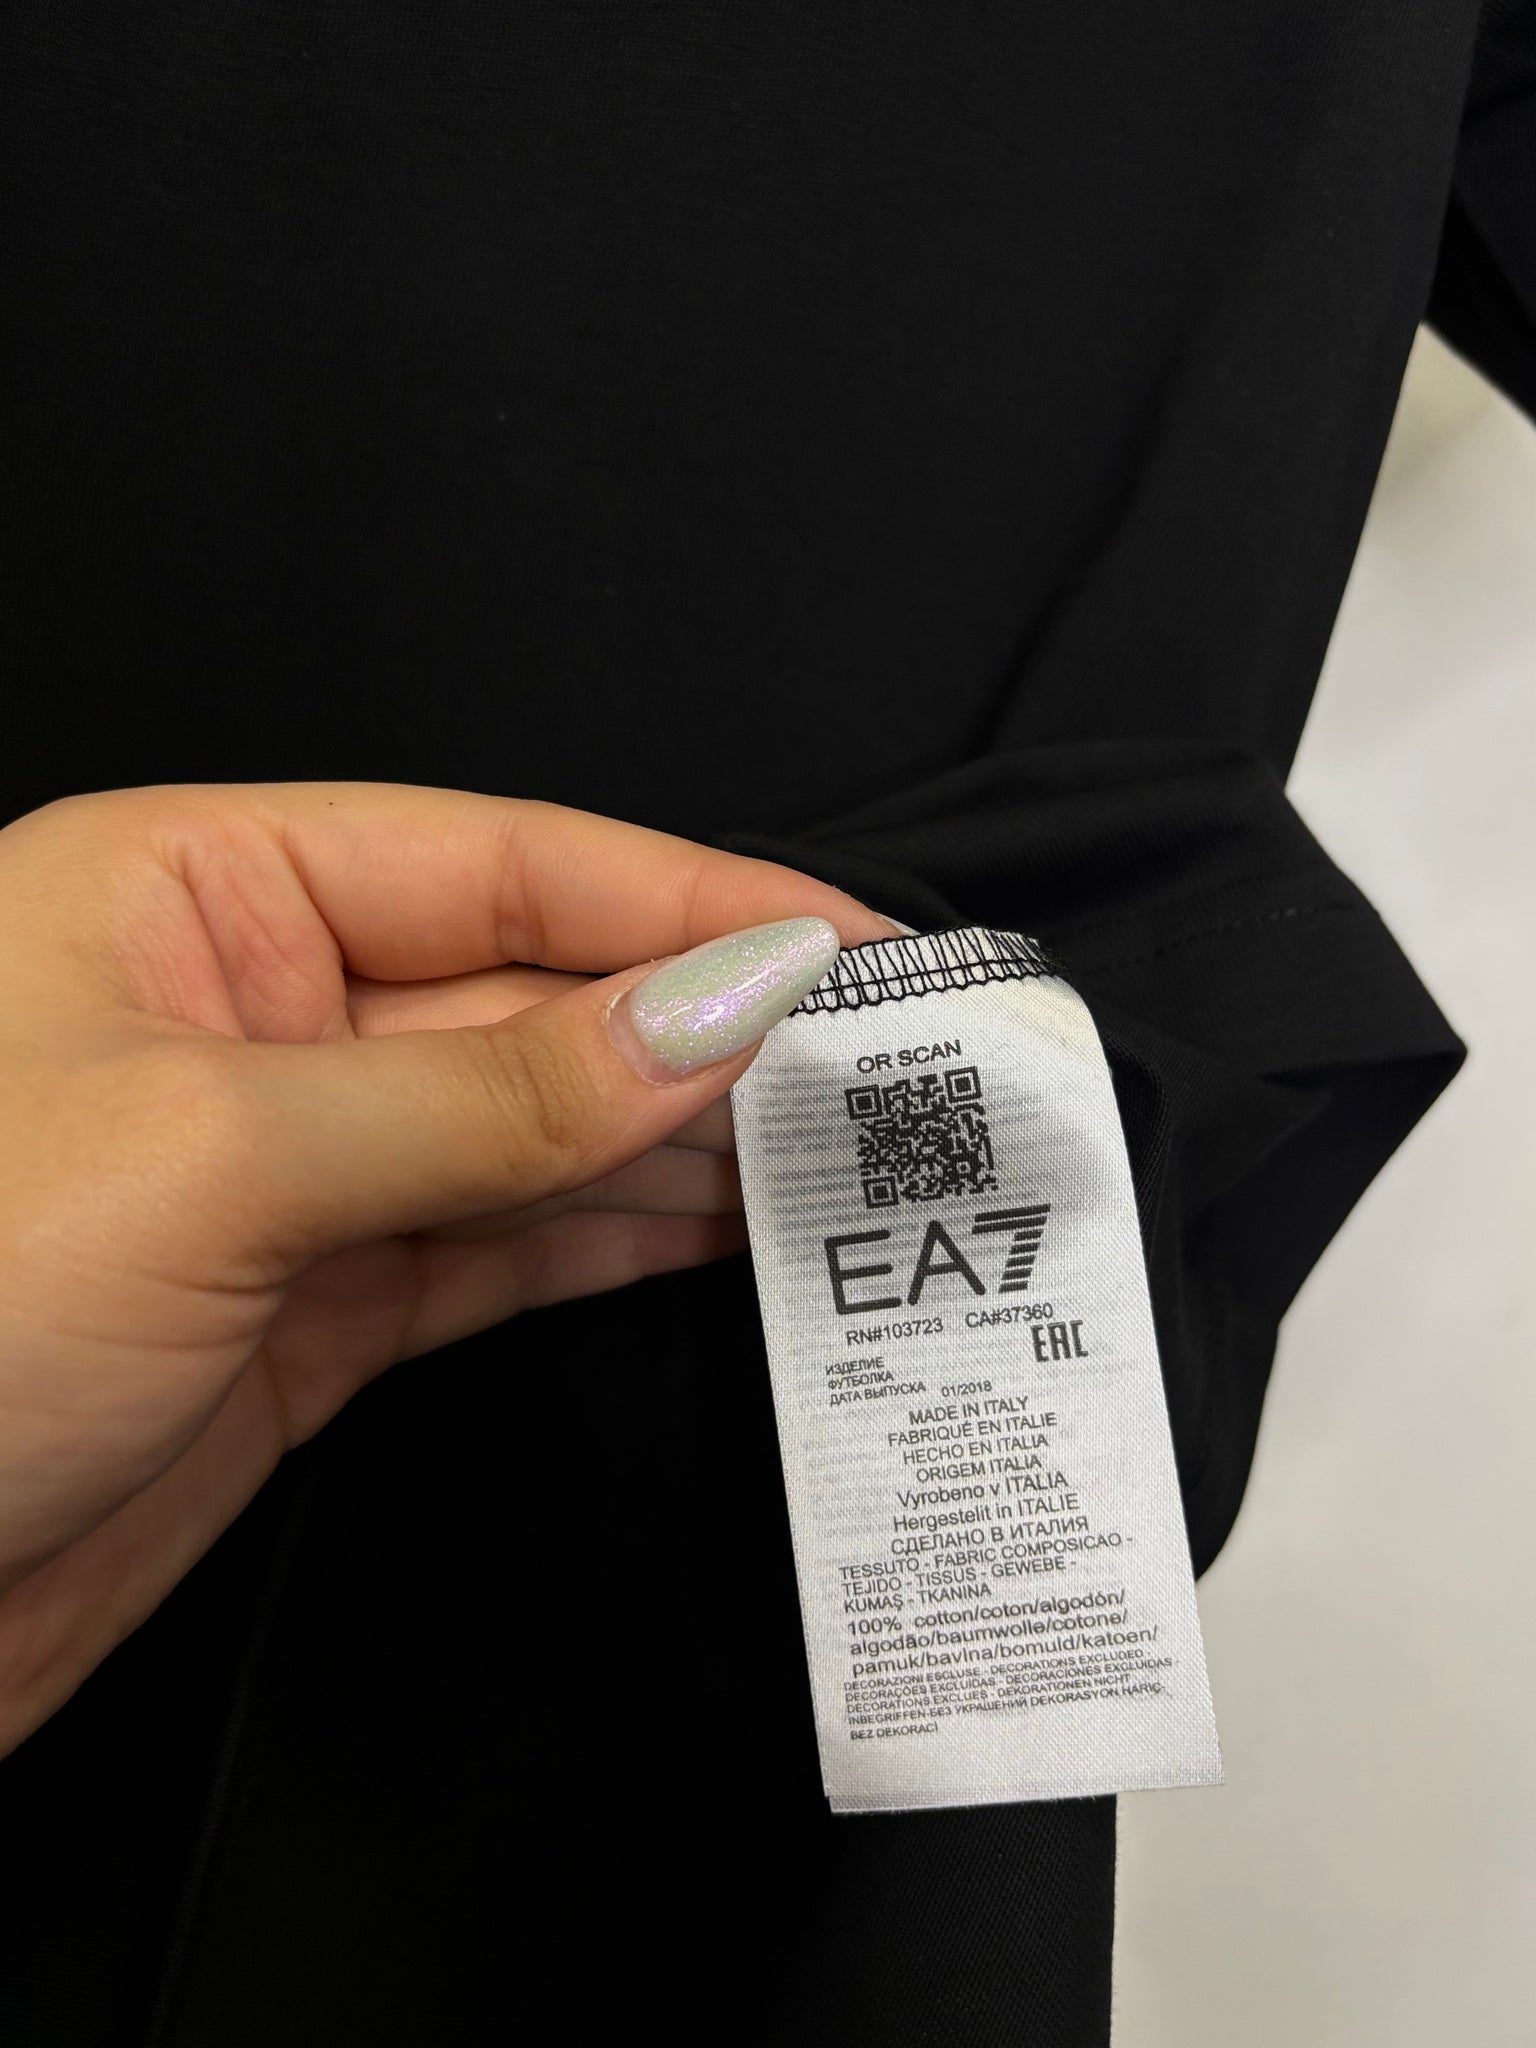 OR SCAN
EA7
RN#103723 CA#37360
EAC
ИЗДЕЛИЕ
ФУТБОЛКА
ДАТА ВЫПУСКА 01/2018
MADE IN ITALY
FABRIQUÉ EN ITALIE
HECHO EN ITALIA
ORIGEM ITALIA
Vyrobeno v ITALIA
Hergestelit in ITALIE
СДЕЛАНО В ИТАЛИЯ
TESSUTO - FABRIC COMPOSICAO -
TEJIDO - TISSUS - GEWEBE -
KUMAŞ - TKANINA
100% cotton/coton/algodón/
algodão/baumwolle/cotone/
pamuk/bavlna/bomuld/katoen/
DECORAZIONI ESCLUSE - DECORATIONS EXCLUDED
DECORAÇÕES EXCLUÍDAS - DECORACIONES EXCLUIDAS -
DÉCORATIONS EXCLUES - DEKORATIONEN NICHT
INBEGRIFFEN-БЕЗ УКРАШЕНИЙ DEKORASYON HARIÇ-
BEZ DEKORACÍ